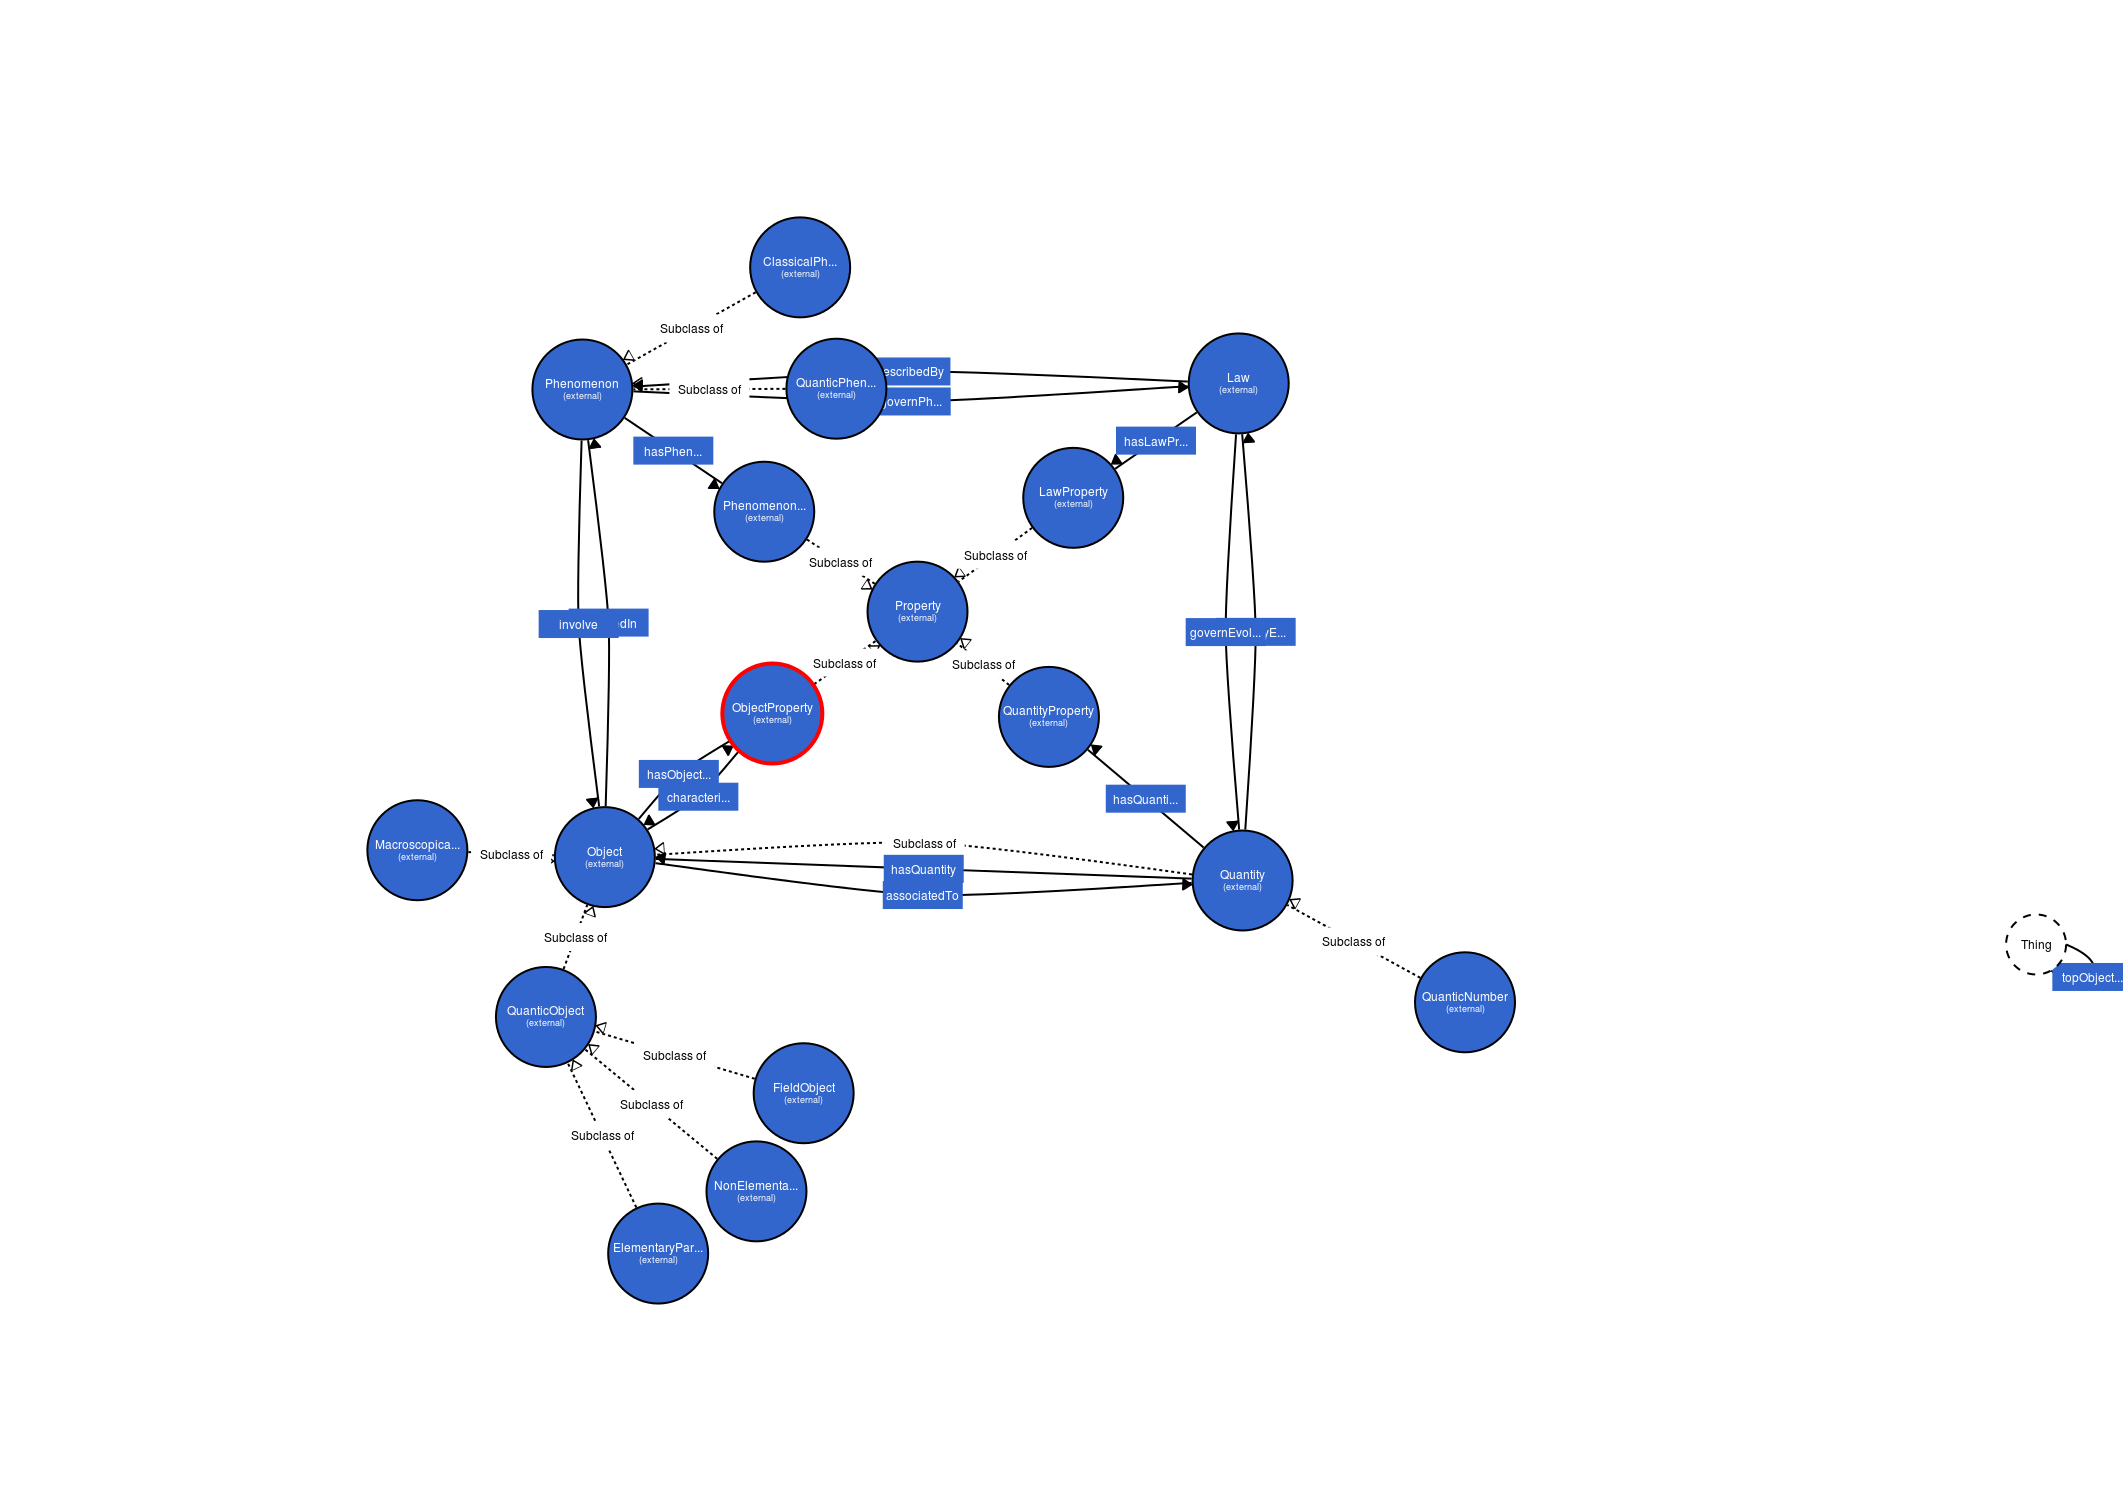 ClassicalPh...
(external)
Subclass of
Phenomenon
(external)
Subclass of
QuanticPhen...
(external)
escribedBy
overnPh...
Law
(external)
hasPhen...
hasLawPr...
Phenomenon...
(external)
LawProperty
(external)
Subclass of
Subclass of
Property
(external)
involve
dIn
governEvol...
yE...
Subclass of
Subclass of
ObjectProperty
(external)
QuantityProperty
(external)
hasObject...
characteri...
hasQuanti...
Macroscopica...
(external)
Subclass of
Object
(external)
Subclass of
hasQuantity
associatedTo
Quantity
(external)
Subclass of
Subclass of
Thing
topObject...
QuanticObject
(external)
QuanticNumber
(external)
Subclass of
FieldObject
(external)
Subclass of
Subclass of
NonElementa...
(external)
ElementaryPar...
(external)